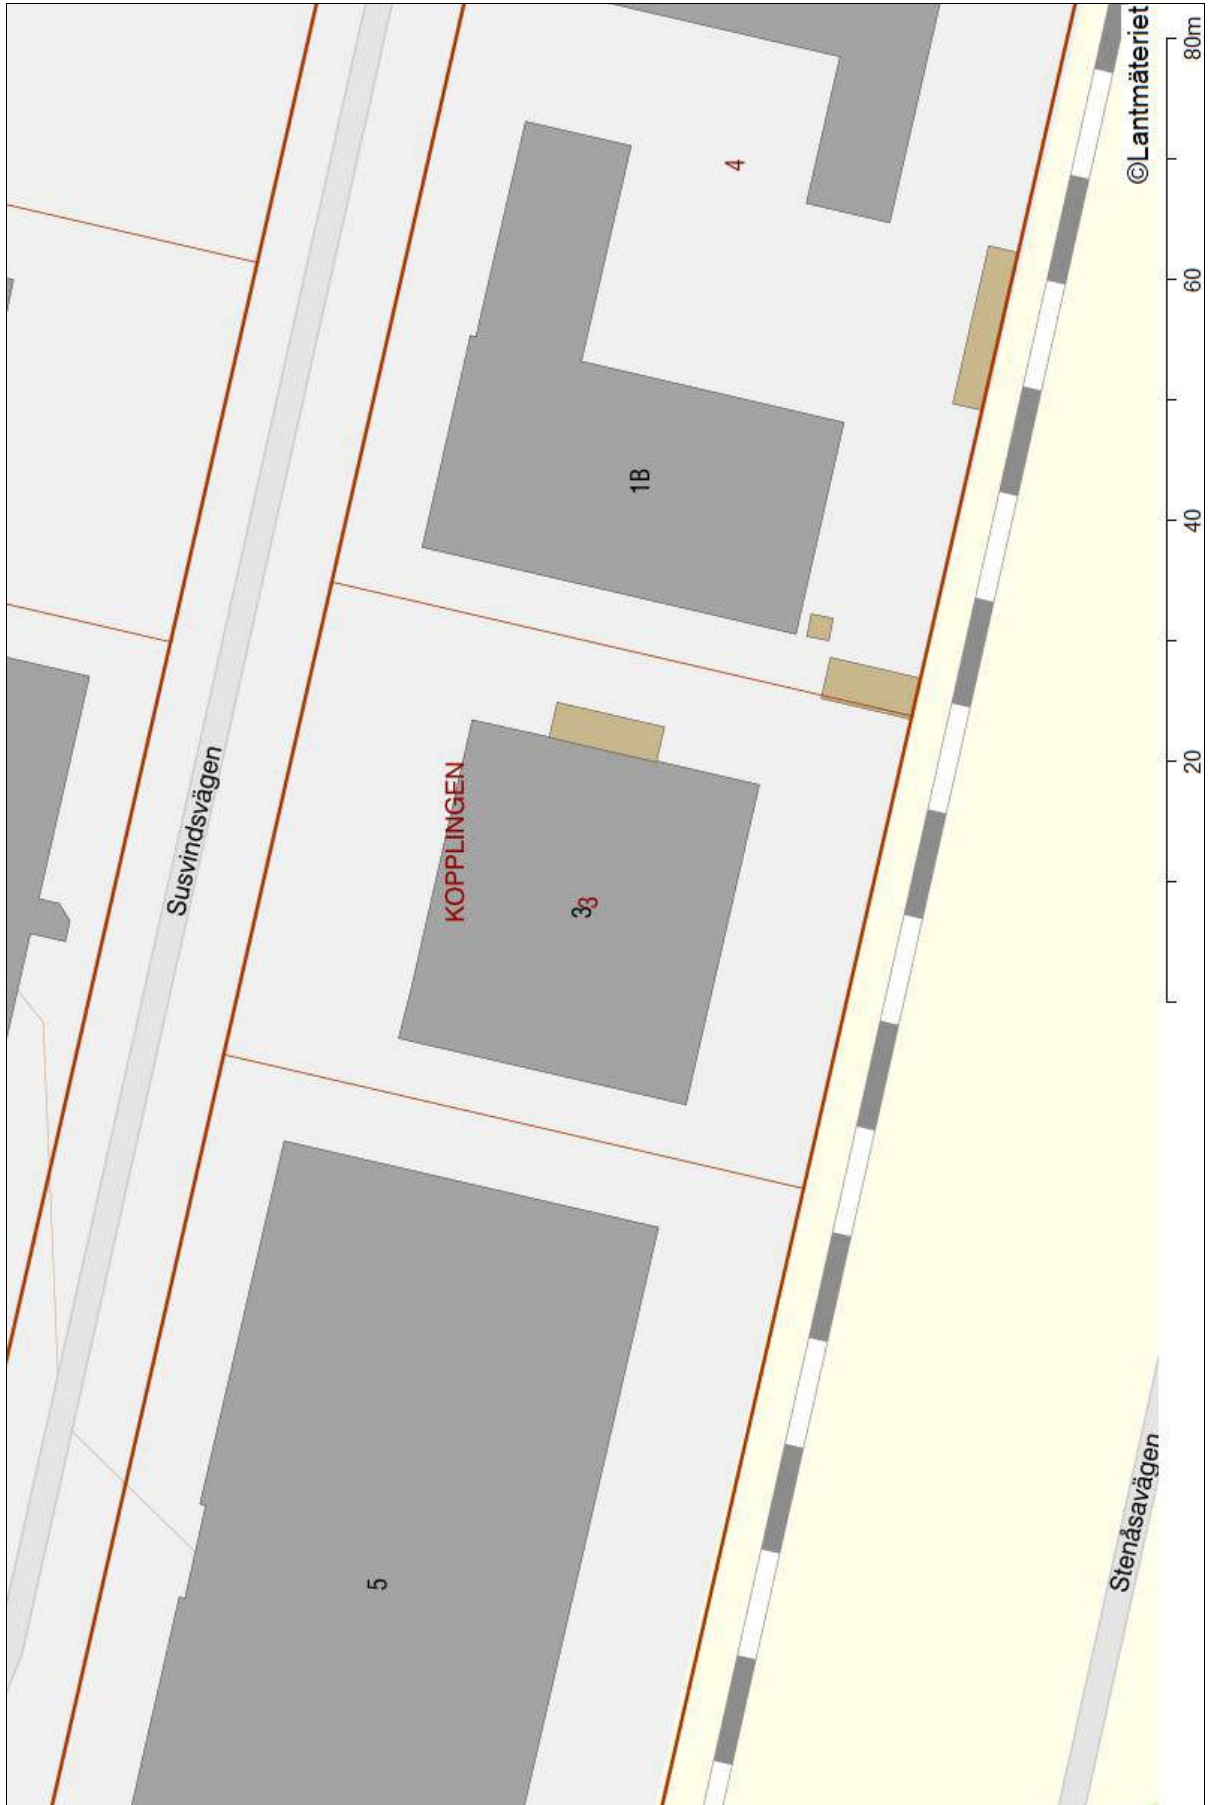 Susvindsvägen
KOPPLINGEN
4
1B
3
3
5
Stenåsavägen
20
40
60
80m
©Lantmäteriet